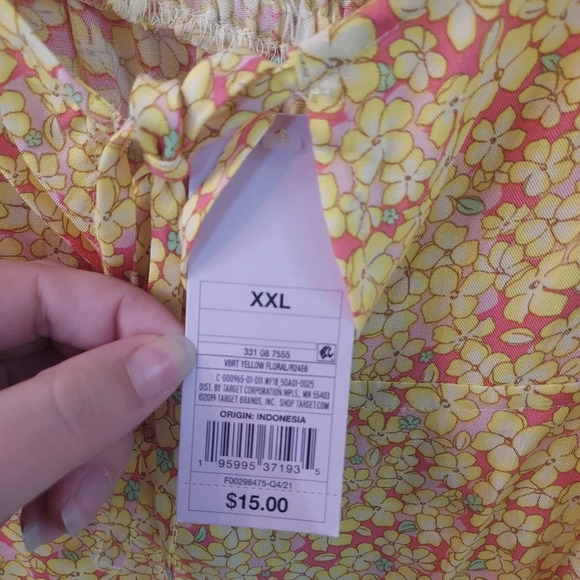 XXL
331 08 7555
VBRT YELLOW FLORAL/R24E6
C-000965-01-011 WF18 50A01-0025
DIST. BY TARGET CORPORATION MPLS., MN 55403
©2019 TARGET BRANDS, INC. SHOP TARGET.COM
ORIGIN: INDONESIA
1 95995 37193 5
F00298475-Q4/21
$15.00